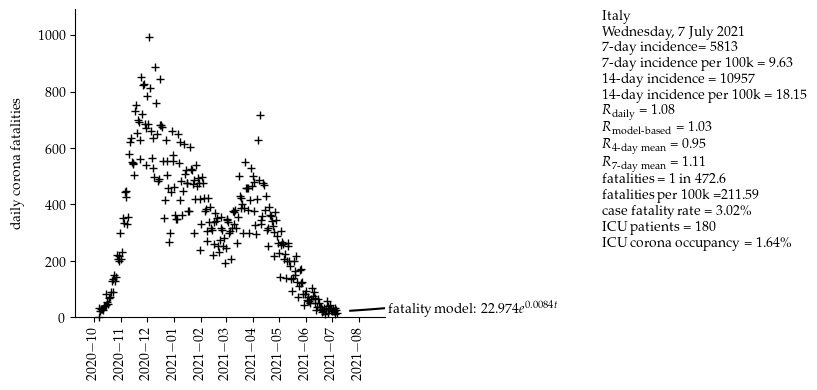 1000
800
600
400
200
0
daily corona fatalities
2020−10
2020−11
2020−12
2021−01
2021−02
2021−03
2021−04
2021−05
2021−06
2021−07
2021−08
fatality model: 22.974e^0.0084t
Italy
Wednesday, 7 July 2021
7-day incidence= 5813
7-day incidence per 100k = 9.63
14-day incidence = 10957
14-day incidence per 100k = 18.15
R_daily = 1.08
R_model-based = 1.03
R_4-day mean = 0.95
R_7-day mean = 1.11
fatalities = 1 in 472.6
fatalities per 100k =211.59
case fatality rate = 3.02%
ICU patients = 180
ICU corona occupancy = 1.64%